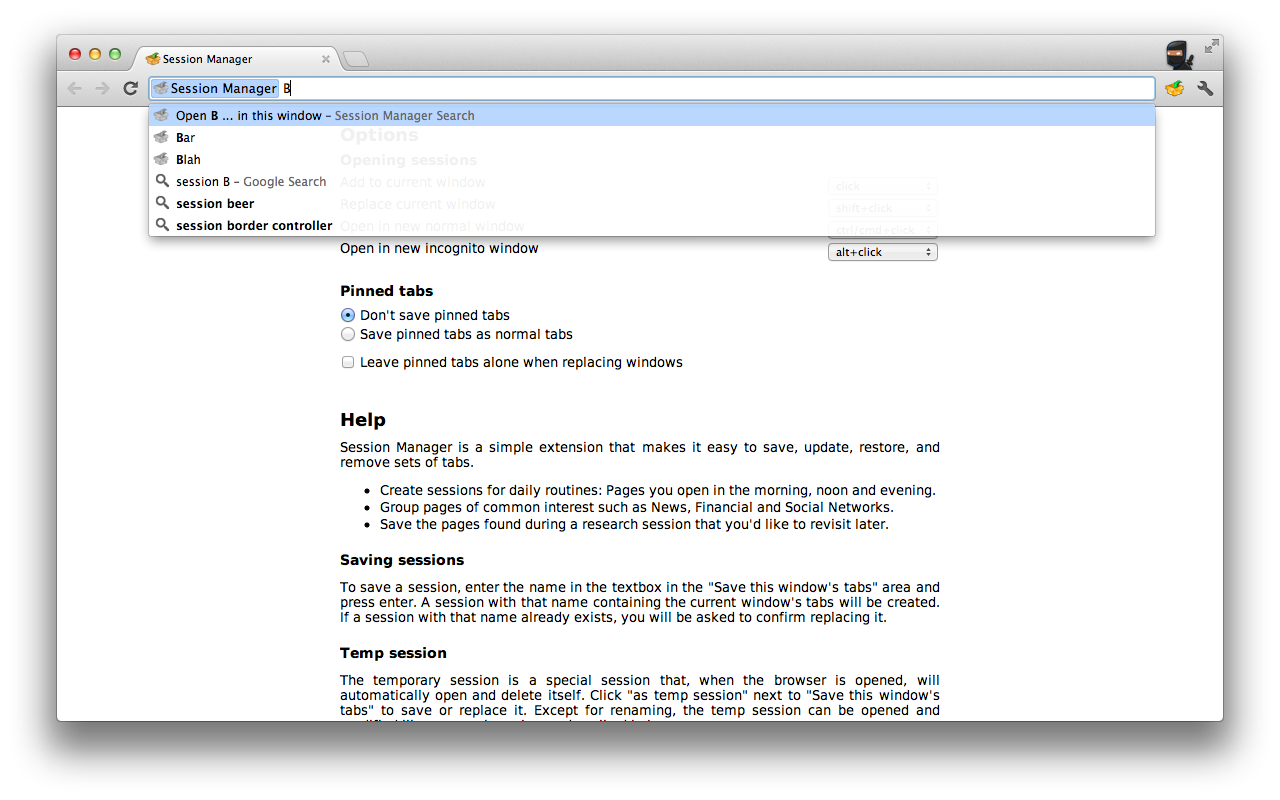 Session Manager
Session Manager B
Open B ... in this window – Session Manager Search
Bar
Blah
session B – Google Search
session beer
session border controller
Options
Opening sessions
Add to current window click
Replace current window shift+click
Open in new normal window ctrl/cmd+click
Open in new incognito window alt+click
Pinned tabs
Don't save pinned tabs
Save pinned tabs as normal tabs
Leave pinned tabs alone when replacing windows
Help
Session Manager is a simple extension that makes it easy to save, update, restore, and
remove sets of tabs.
• Create sessions for daily routines: Pages you open in the morning, noon and evening.
• Group pages of common interest such as News, Financial and Social Networks.
• Save the pages found during a research session that you'd like to revisit later.
Saving sessions
To save a session, enter the name in the textbox in the "Save this window's tabs" area and
press enter. A session with that name containing the current window's tabs will be created.
If a session with that name already exists, you will be asked to confirm replacing it.
Temp session
The temporary session is a special session that, when the browser is opened, will
automatically open and delete itself. Click "as temp session" next to "Save this window's
tabs" to save or replace it. Except for renaming, the temp session can be opened and